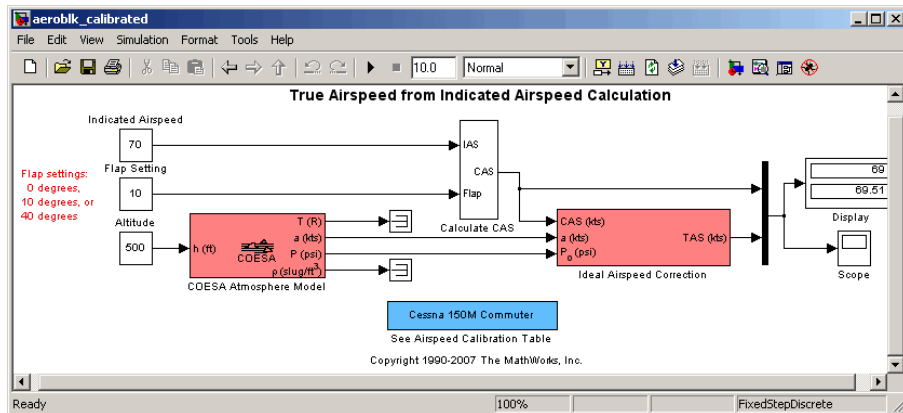 aeroblk_calibrated
File Edit View Simulation Format Tools Help
10.0 Normal
True Airspeed from Indicated Airspeed Calculation
Indicated Airspeed
70
Flap Setting
10
Flap settings:
0 degrees,
10 degrees, or
40 degrees
Altitude
500
h (ft)
COESA
T (R)
a (kts)
P (psi)
ρ (slug/ft³)
COESA Atmosphere Model
IAS
CAS
Flap
Calculate CAS
CAS (kts)
a (kts)
P₀ (psi)
TAS (kts)
Ideal Airspeed Correction
69
69.51
Display
Scope
Cessna 150M Commuter
See Airspeed Calibration Table
Copyright 1990-2007 The MathWorks, Inc.
Ready 100% FixedStepDiscrete